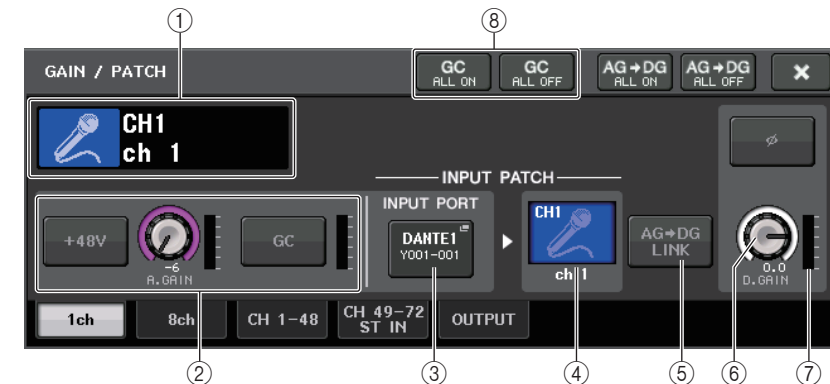 ① ⑧
GAIN / PATCH
GC ALL ON
GC ALL OFF
AG→DG ALL ON
AG→DG ALL OFF
×
CH1
ch 1
ø
INPUT PATCH
INPUT PORT
+48V
-6
A.GAIN
GC
DANTE1
Y001-001
CH1
ch 1
AG→DG
LINK
0.0
D.GAIN
1ch
8ch
CH 1-48
CH 49-72
ST IN
OUTPUT
② ③ ④ ⑤ ⑥ ⑦